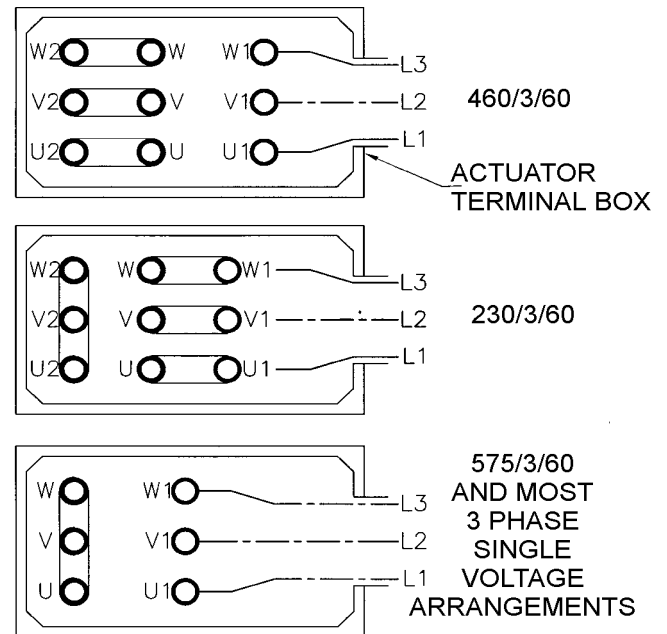 W2 W W1 L3
V2 V V1 L2 460/3/60
U2 U U1 L1
ACTUATOR
TERMINAL BOX
W2 W W1 L3
V2 V V1 L2 230/3/60
U2 U U1 L1
W W1 L3
V V1 L2
U U1 L1
575/3/60
AND MOST
3 PHASE
SINGLE
VOLTAGE
ARRANGEMENTS